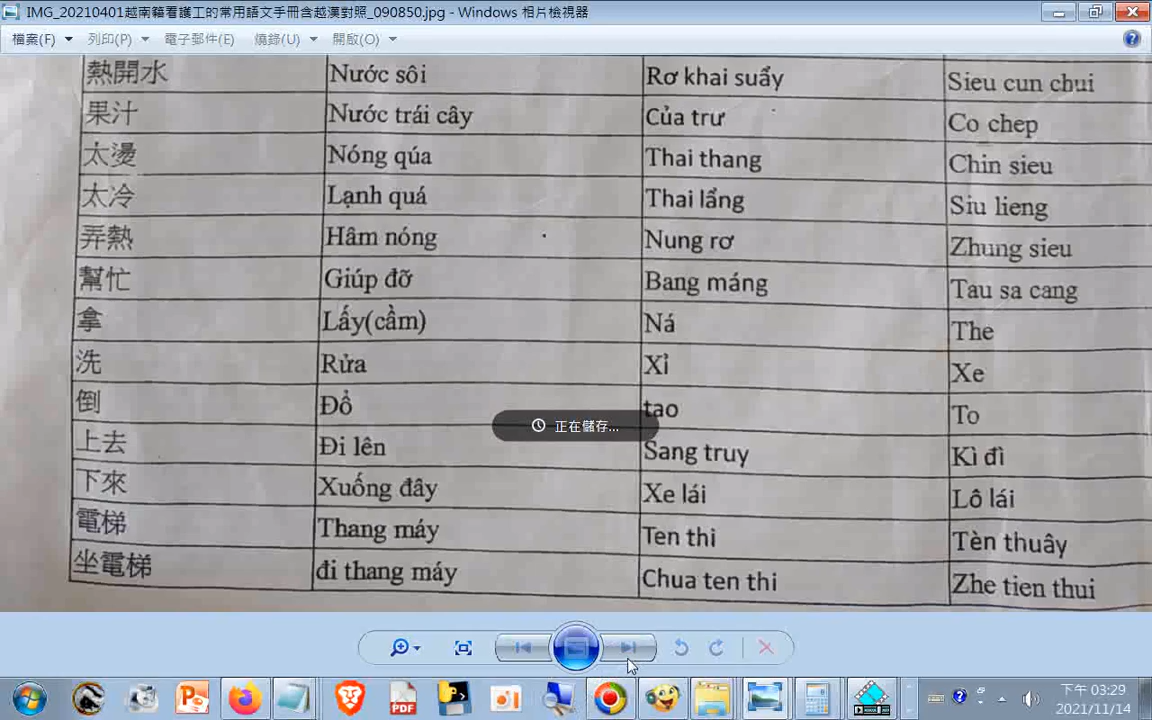 IMG_20210401越南籍看護工的常用語文手冊含越漢對照_090850.jpg - Windows 相片檢視器
檔案(F) 列印(P) 電子郵件(E) 燒錄(U) 開啟(O)
熱開水 Nước sôi Rơ khai suẩy Sieu cun chui
果汁 Nước trái cây Của trư Co chep
太燙 Nóng qúa Thai thang Chin sieu
太冷 Lạnh quá Thai lẩng Siu lieng
弄熱 Hâm nóng Nung rơ Zhung sieu
幫忙 Giúp đỡ Bang máng Tau sa cang
拿 Lấy(cầm) Ná The
洗 Rửa Xỉ Xe
倒 Đổ tao To
正在儲存...
上去 Đi lên Sang truy Kì đì
下來 Xuống đây Xe lái Lô lái
電梯 Thang máy Ten thi Tèn thuây
坐電梯 đi thang máy Chua ten thi Zhe tien thui
PDF
下午 03:29
2021/11/14